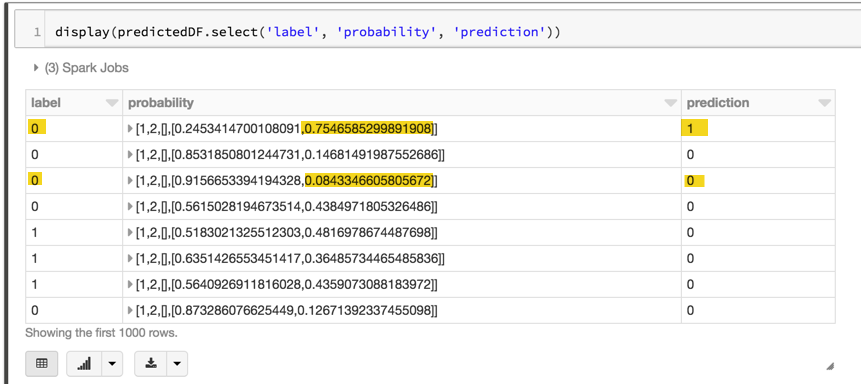 1 display(predictedDF.select('label', 'probability', 'prediction'))
(3) Spark Jobs
label probability prediction
0 [1,2,[],[0.2453414700108091,0.7546585299891908]] 1
0 [1,2,[],[0.8531850801244731,0.14681491987552686]] 0
0 [1,2,[],[0.9156653394194328,0.0843346605805672]] 0
0 [1,2,[],[0.5615028194673514,0.4384971805326486]] 0
1 [1,2,[],[0.5183021325512303,0.4816978674487698]] 0
1 [1,2,[],[0.6351426553451417,0.36485734465485836]] 0
1 [1,2,[],[0.5640926911816028,0.4359073088183972]] 0
0 [1,2,[],[0.873286076625449,0.12671392337455098]] 0
Showing the first 1000 rows.